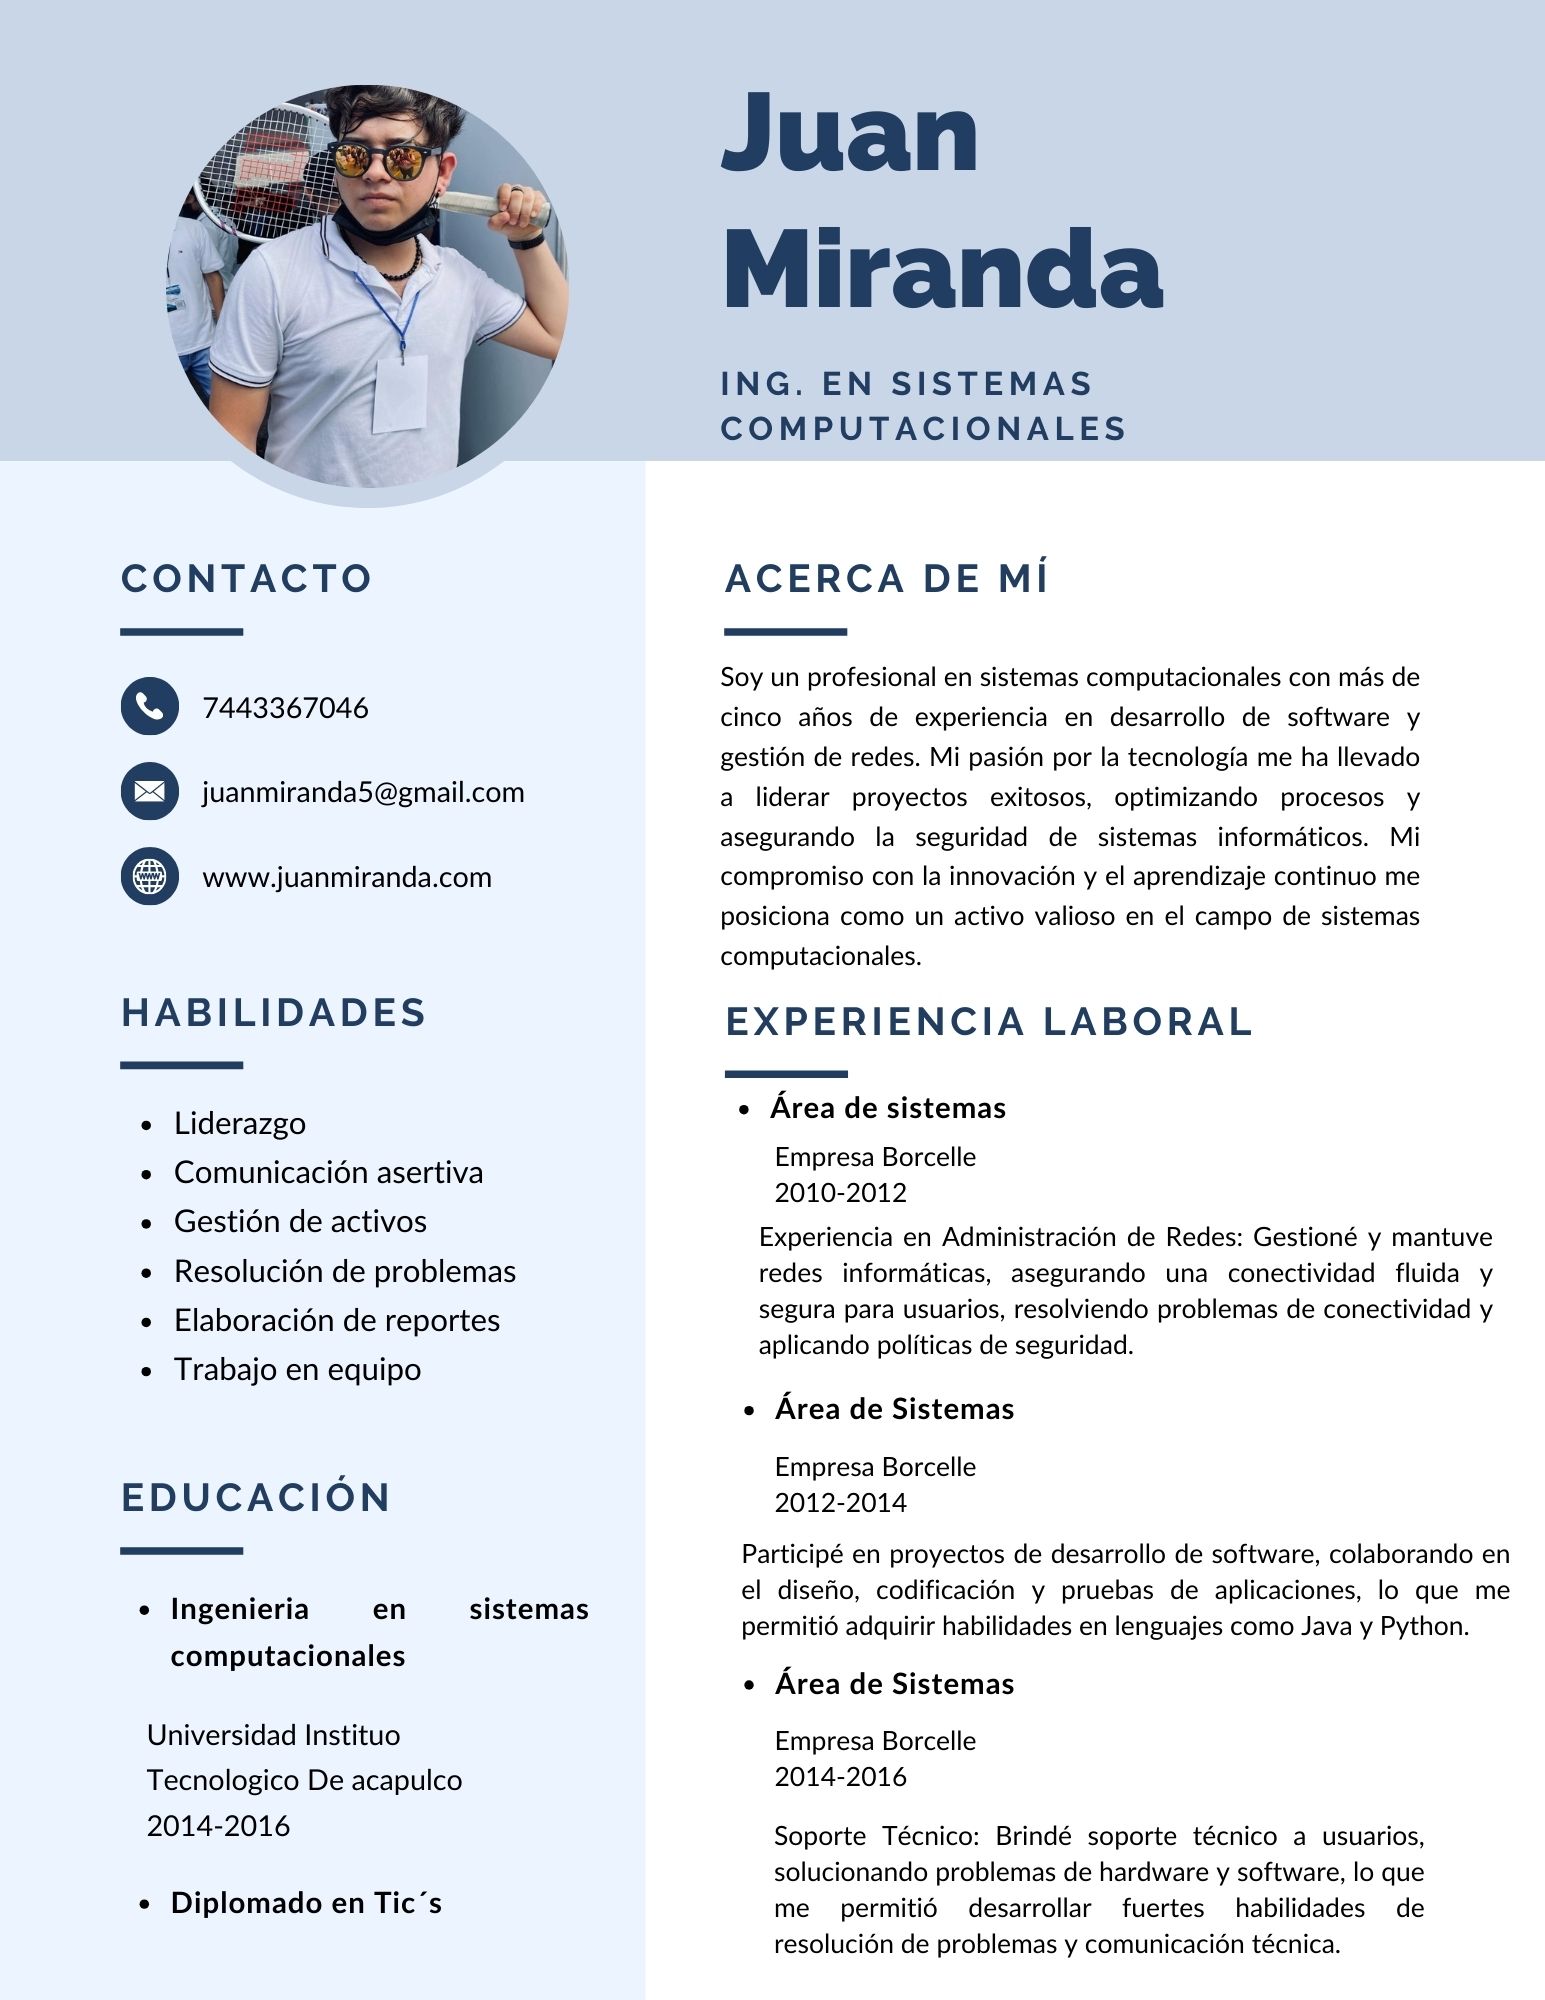 Juan
Miranda
ING. EN SISTEMAS
COMPUTACIONALES
CONTACTO
7443367046
juanmiranda5@gmail.com
www.juanmiranda.com
HABILIDADES
• Liderazgo
• Comunicación asertiva
• Gestión de activos
• Resolución de problemas
• Elaboración de reportes
• Trabajo en equipo
EDUCACIÓN
• Ingenieria en sistemas
computacionales
Universidad Instituo
Tecnologico De acapulco
2014-2016
• Diplomado en Tic´s
ACERCA DE MÍ
Soy un profesional en sistemas computacionales con más de
cinco años de experiencia en desarrollo de software y
gestión de redes. Mi pasión por la tecnología me ha llevado
a liderar proyectos exitosos, optimizando procesos y
asegurando la seguridad de sistemas informáticos. Mi
compromiso con la innovación y el aprendizaje continuo me
posiciona como un activo valioso en el campo de sistemas
computacionales.
EXPERIENCIA LABORAL
• Área de sistemas
Empresa Borcelle
2010-2012
Experiencia en Administración de Redes: Gestioné y mantuve
redes informáticas, asegurando una conectividad fluida y
segura para usuarios, resolviendo problemas de conectividad y
aplicando políticas de seguridad.
• Área de Sistemas
Empresa Borcelle
2012-2014
Participé en proyectos de desarrollo de software, colaborando en
el diseño, codificación y pruebas de aplicaciones, lo que me
permitió adquirir habilidades en lenguajes como Java y Python.
• Área de Sistemas
Empresa Borcelle
2014-2016
Soporte Técnico: Brindé soporte técnico a usuarios,
solucionando problemas de hardware y software, lo que
me permitió desarrollar fuertes habilidades de
resolución de problemas y comunicación técnica.